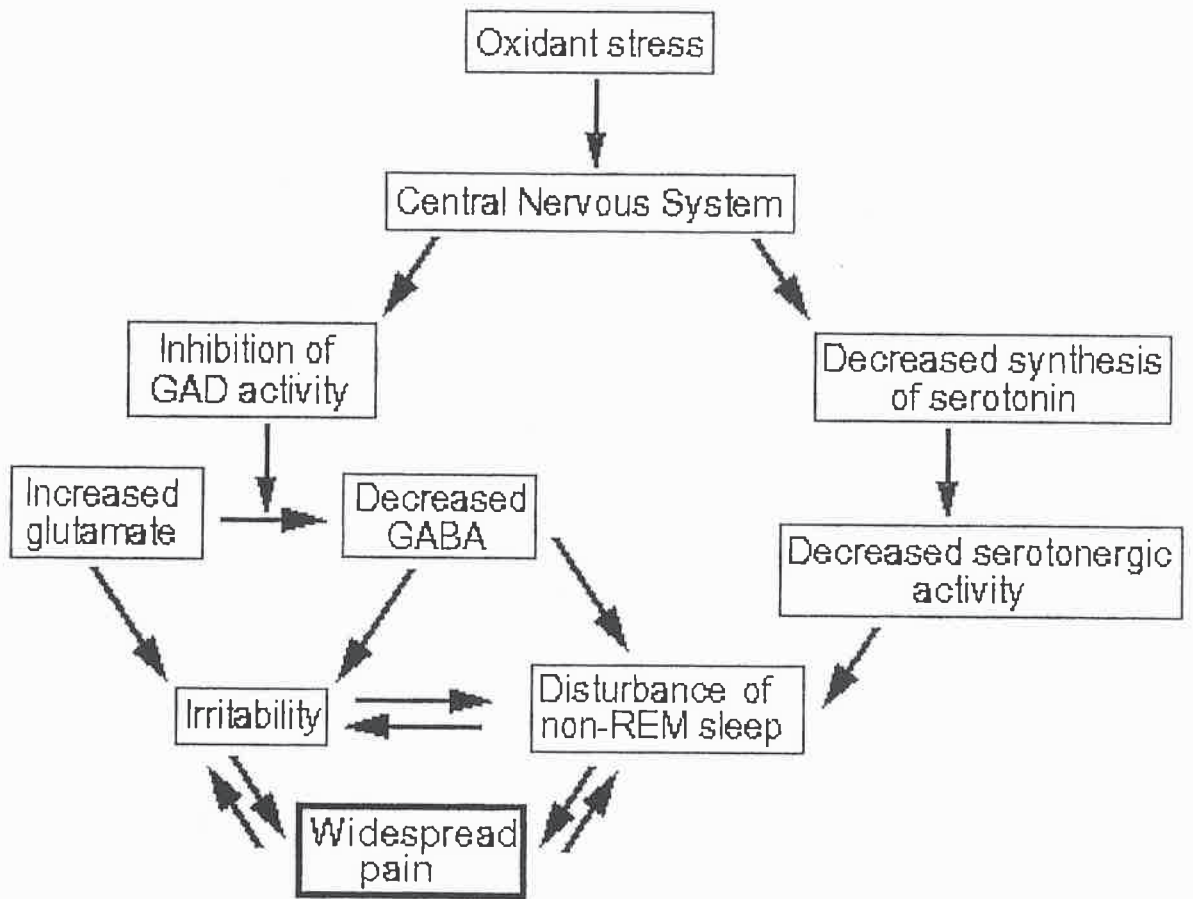 Oxidant stress
Central Nervous System
Inhibition of
GAD activity
Decreased synthesis
of serotonin
Increased
glutamate
Decreased
GABA
Decreased serotonergic
activity
Irritability
Disturbance of
non-REM sleep
Widespread
pain